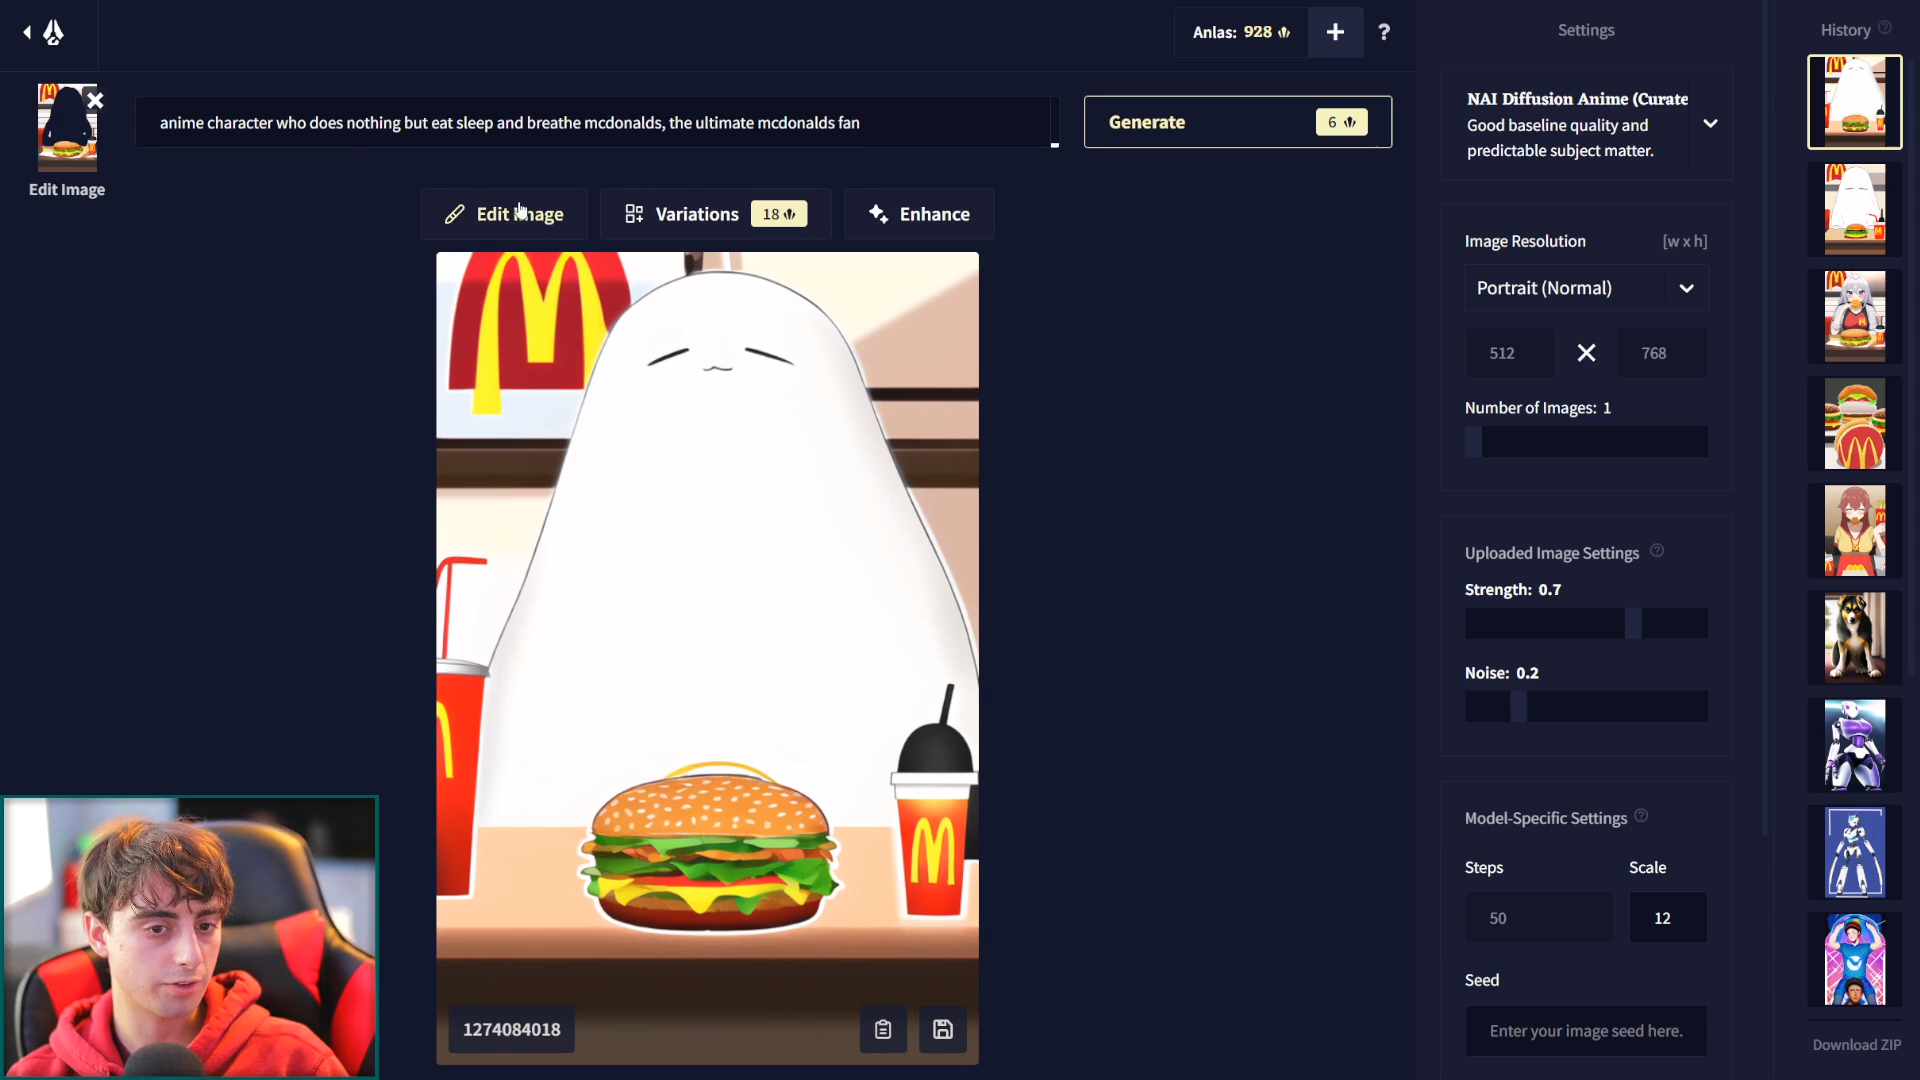 Anlas: 928
+
?
Settings
History
Edit Image
anime character who does nothing but eat sleep and breathe mcdonalds, the ultimate mcdonalds fan
Generate
6
NAI Diffusion Anime (Curate
Good baseline quality and
predictable subject matter.
Edit Image
Variations
18
Enhance
Image Resolution
[w x h]
Portrait (Normal)
512
768
Number of Images: 1
Uploaded Image Settings
Strength: 0.7
Noise: 0.2
Model-Specific Settings
Steps
Scale
50
12
Seed
Enter your image seed here.
1274084018
Download ZIP